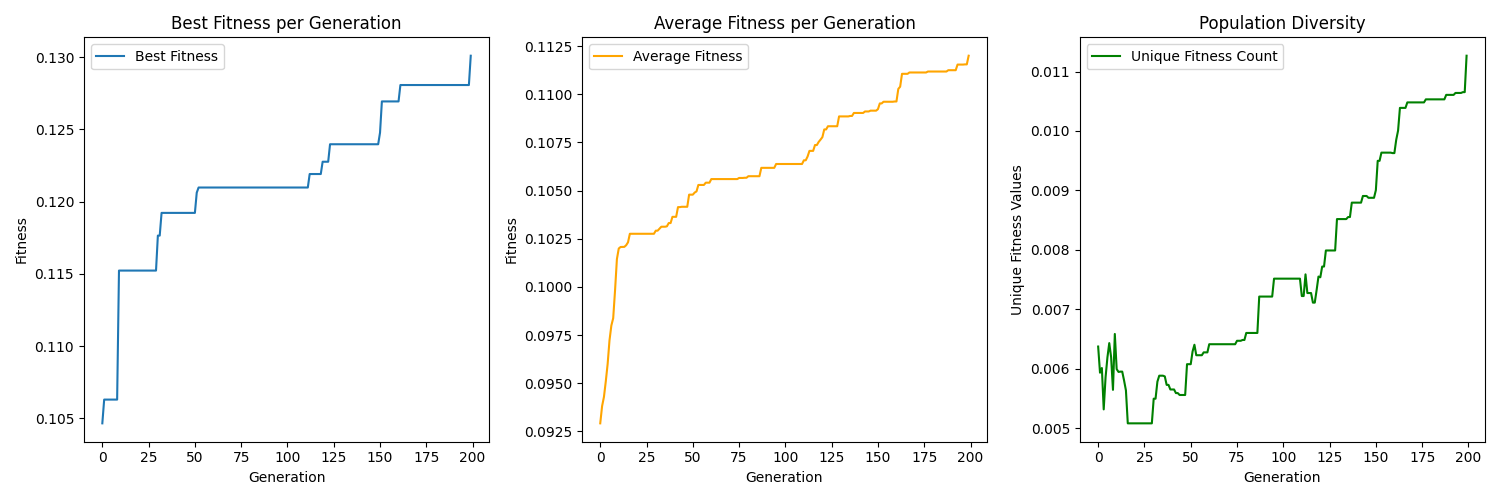 Best Fitness per Generation
Best Fitness
Fitness
0.130
0.125
0.120
0.115
0.110
0.105
0 25 50 75 100 125 150 175 200
Generation
Average Fitness per Generation
Average Fitness
Fitness
0.1125
0.1100
0.1075
0.1050
0.1025
0.1000
0.0975
0.0950
0.0925
0 25 50 75 100 125 150 175 200
Generation
Population Diversity
Unique Fitness Count
Unique Fitness Values
0.011
0.010
0.009
0.008
0.007
0.006
0.005
0 25 50 75 100 125 150 175 200
Generation